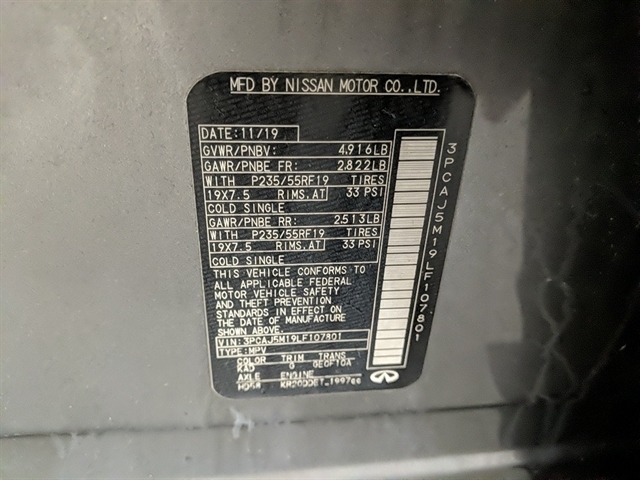 MFD BY NISSAN MOTOR CO.,LTD.
DATE: 11/19
GVWR/PNBV: 4.916LB
GAWR/PNBE FR: 2.822LB
WITH P235/55RF19 TIRES
19X7.5 RIMS.AT 33 PSI
COLD SINGLE
GAWR/PNBE RR: 2.513LB
WITH P235/55RF19 TIRES
19X7.5 RIMS.AT 33 PSI
COLD SINGLE
THIS VEHICLE CONFORMS TO
ALL APPLICABLE FEDERAL
MOTOR VEHICLE SAFETY
AND THEFT PREVENTION
STANDARDS IN EFFECT ON
THE DATE OF MANUFACTURE
SHOWN ABOVE.
VIN: 3PCAJ5M19LF107801
TYPE: MPV
COLOR TRIM TRANS
KAD G GE0F10A
AXLE ENGINE
KR20DDET 1997cc
3PCAJ5M19LF107801